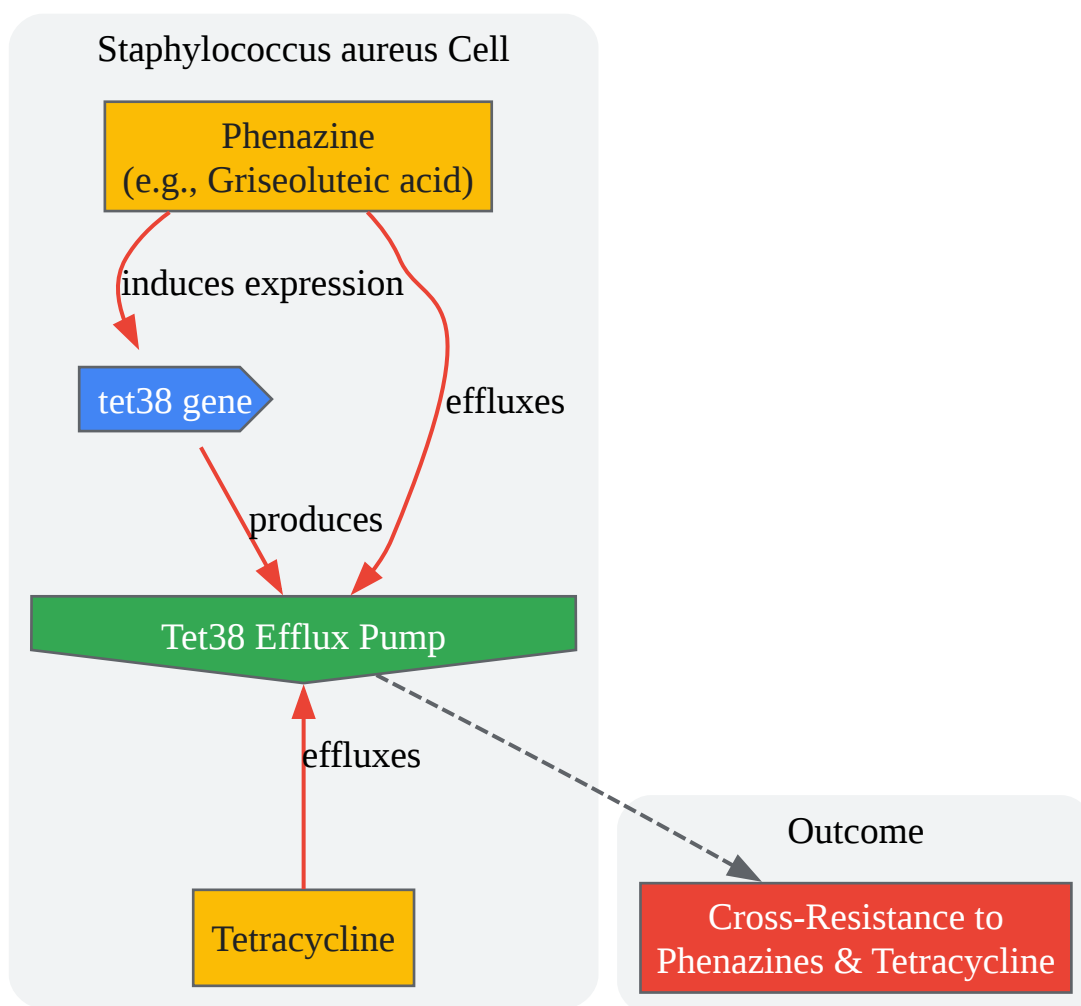 Staphylococcus aureus Cell
Phenazine
(e.g., Griseoluteic acid)
induces expression
tet38 gene
effluxes
produces
Tet38 Efflux Pump
effluxes
Tetracycline
Outcome
Cross-Resistance to
Phenazines & Tetracycline